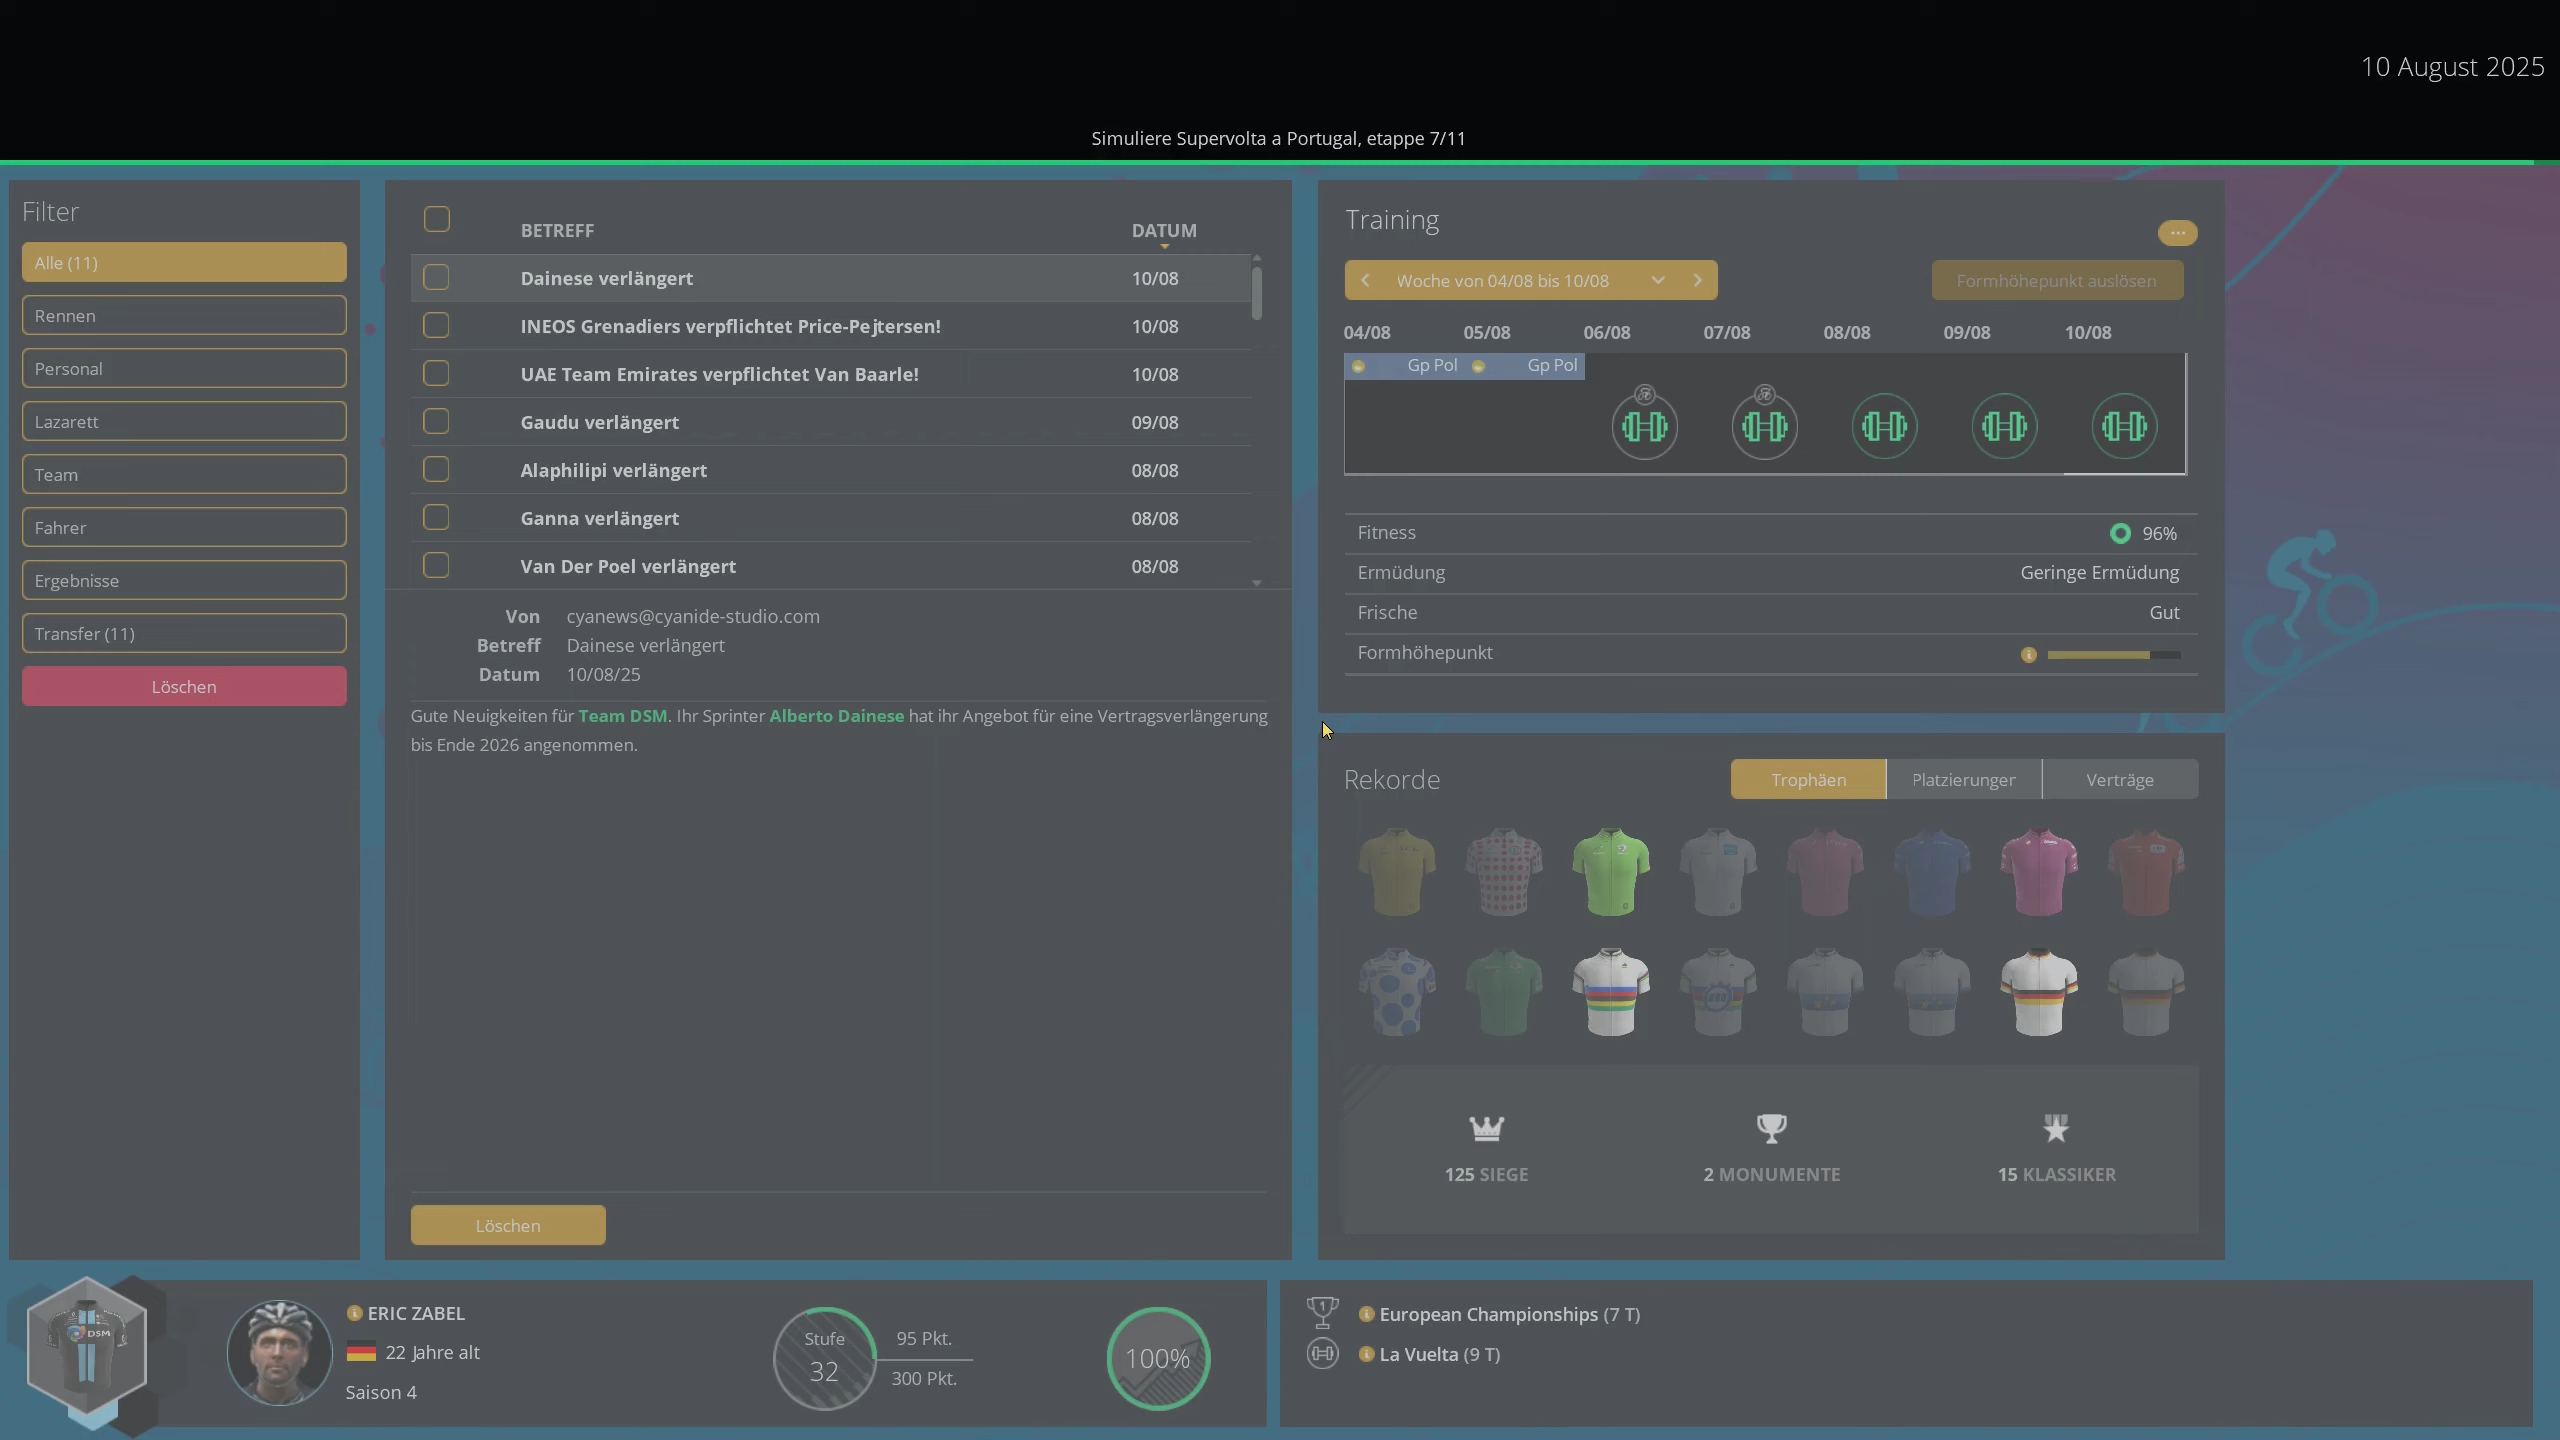 10 August 2025
Simuliere Supervolta a Portugal, etappe 7/11
Filter
Alle (11)
Rennen
Personal
Lazarett
Team
Fahrer
Ergebnisse
Transfer (11)
Löschen
BETREFF DATUM
Dainese verlängert 10/08
INEOS Grenadiers verpflichtet Price-Pejtersen! 10/08
UAE Team Emirates verpflichtet Van Baarle! 10/08
Gaudu verlängert 09/08
Alaphilipi verlängert 08/08
Ganna verlängert 08/08
Van Der Poel verlängert 08/08
Von cyanews@cyanide-studio.com
Betreff Dainese verlängert
Datum 10/08/25
Gute Neuigkeiten für Team DSM. Ihr Sprinter Alberto Dainese hat ihr Angebot für eine Vertragsverlängerung
bis Ende 2026 angenommen.
Löschen
Training
...
Woche von 04/08 bis 10/08
Formhöhepunkt auslösen
04/08 05/08 06/08 07/08 08/08 09/08 10/08
Gp Pol Gp Pol
Fitness 96%
Ermüdung Geringe Ermüdung
Frische Gut
Formhöhepunkt
Rekorde
Trophäen Platzierunger Verträge
125 SIEGE 2 MONUMENTE 15 KLASSIKER
DSM
ERIC ZABEL
22 Jahre alt
Saison 4
Stufe
32
95 Pkt.
300 Pkt.
100%
European Championships (7 T)
La Vuelta (9 T)